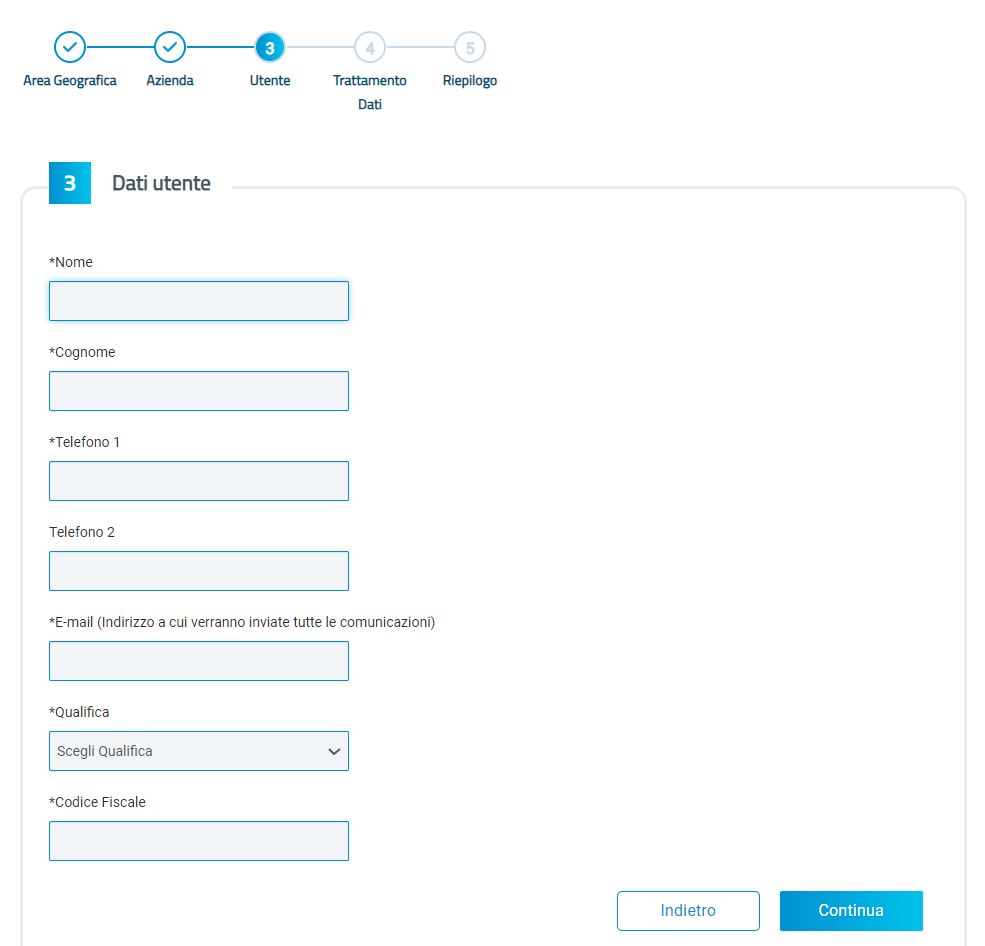 3
4
5
Area Geografica
Azienda
Utente
Trattamento
Dati
Riepilogo
3
Dati utente
*Nome
*Cognome
*Telefono 1
Telefono 2
*E-mail (Indirizzo a cui verranno inviate tutte le comunicazioni)
*Qualifica
Scegli Qualifica
*Codice Fiscale
Indietro
Continua